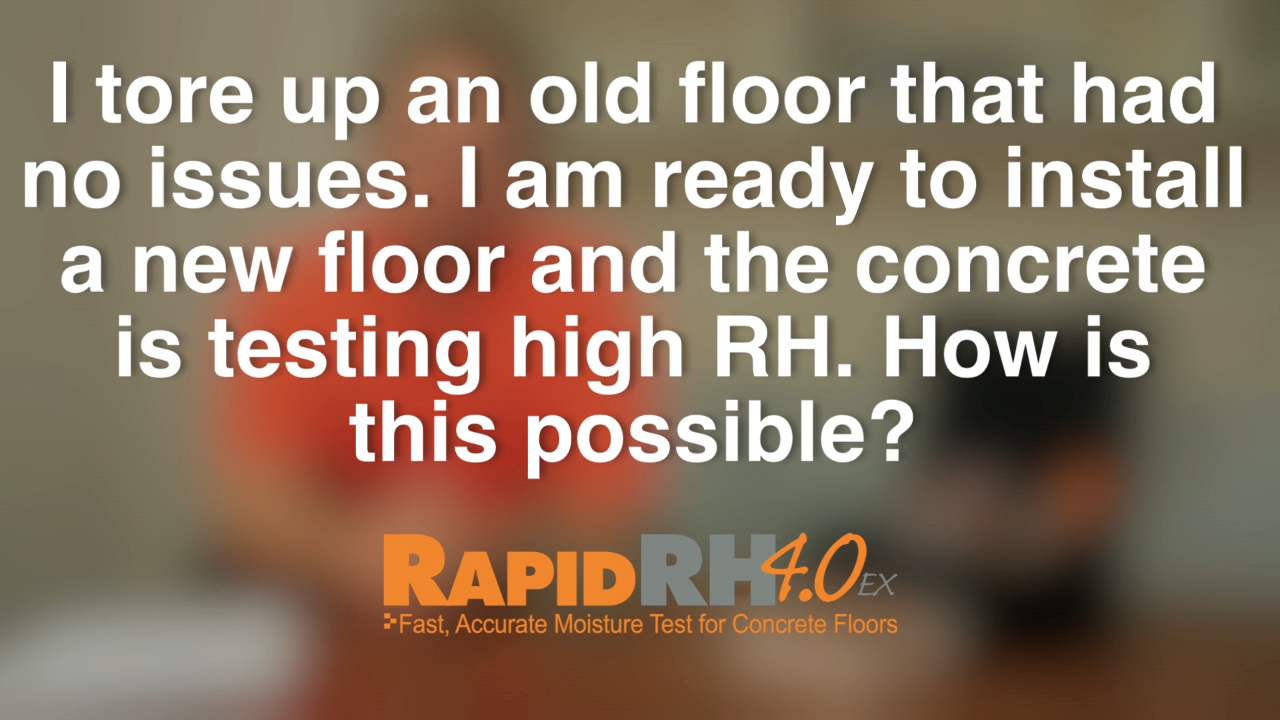 I tore up an old floor that had
no issues. I am ready to install
a new floor and the concrete
is testing high RH. How is
this possible?
RAPIDRH4.0EX
Fast, Accurate Moisture Test for Concrete Floors